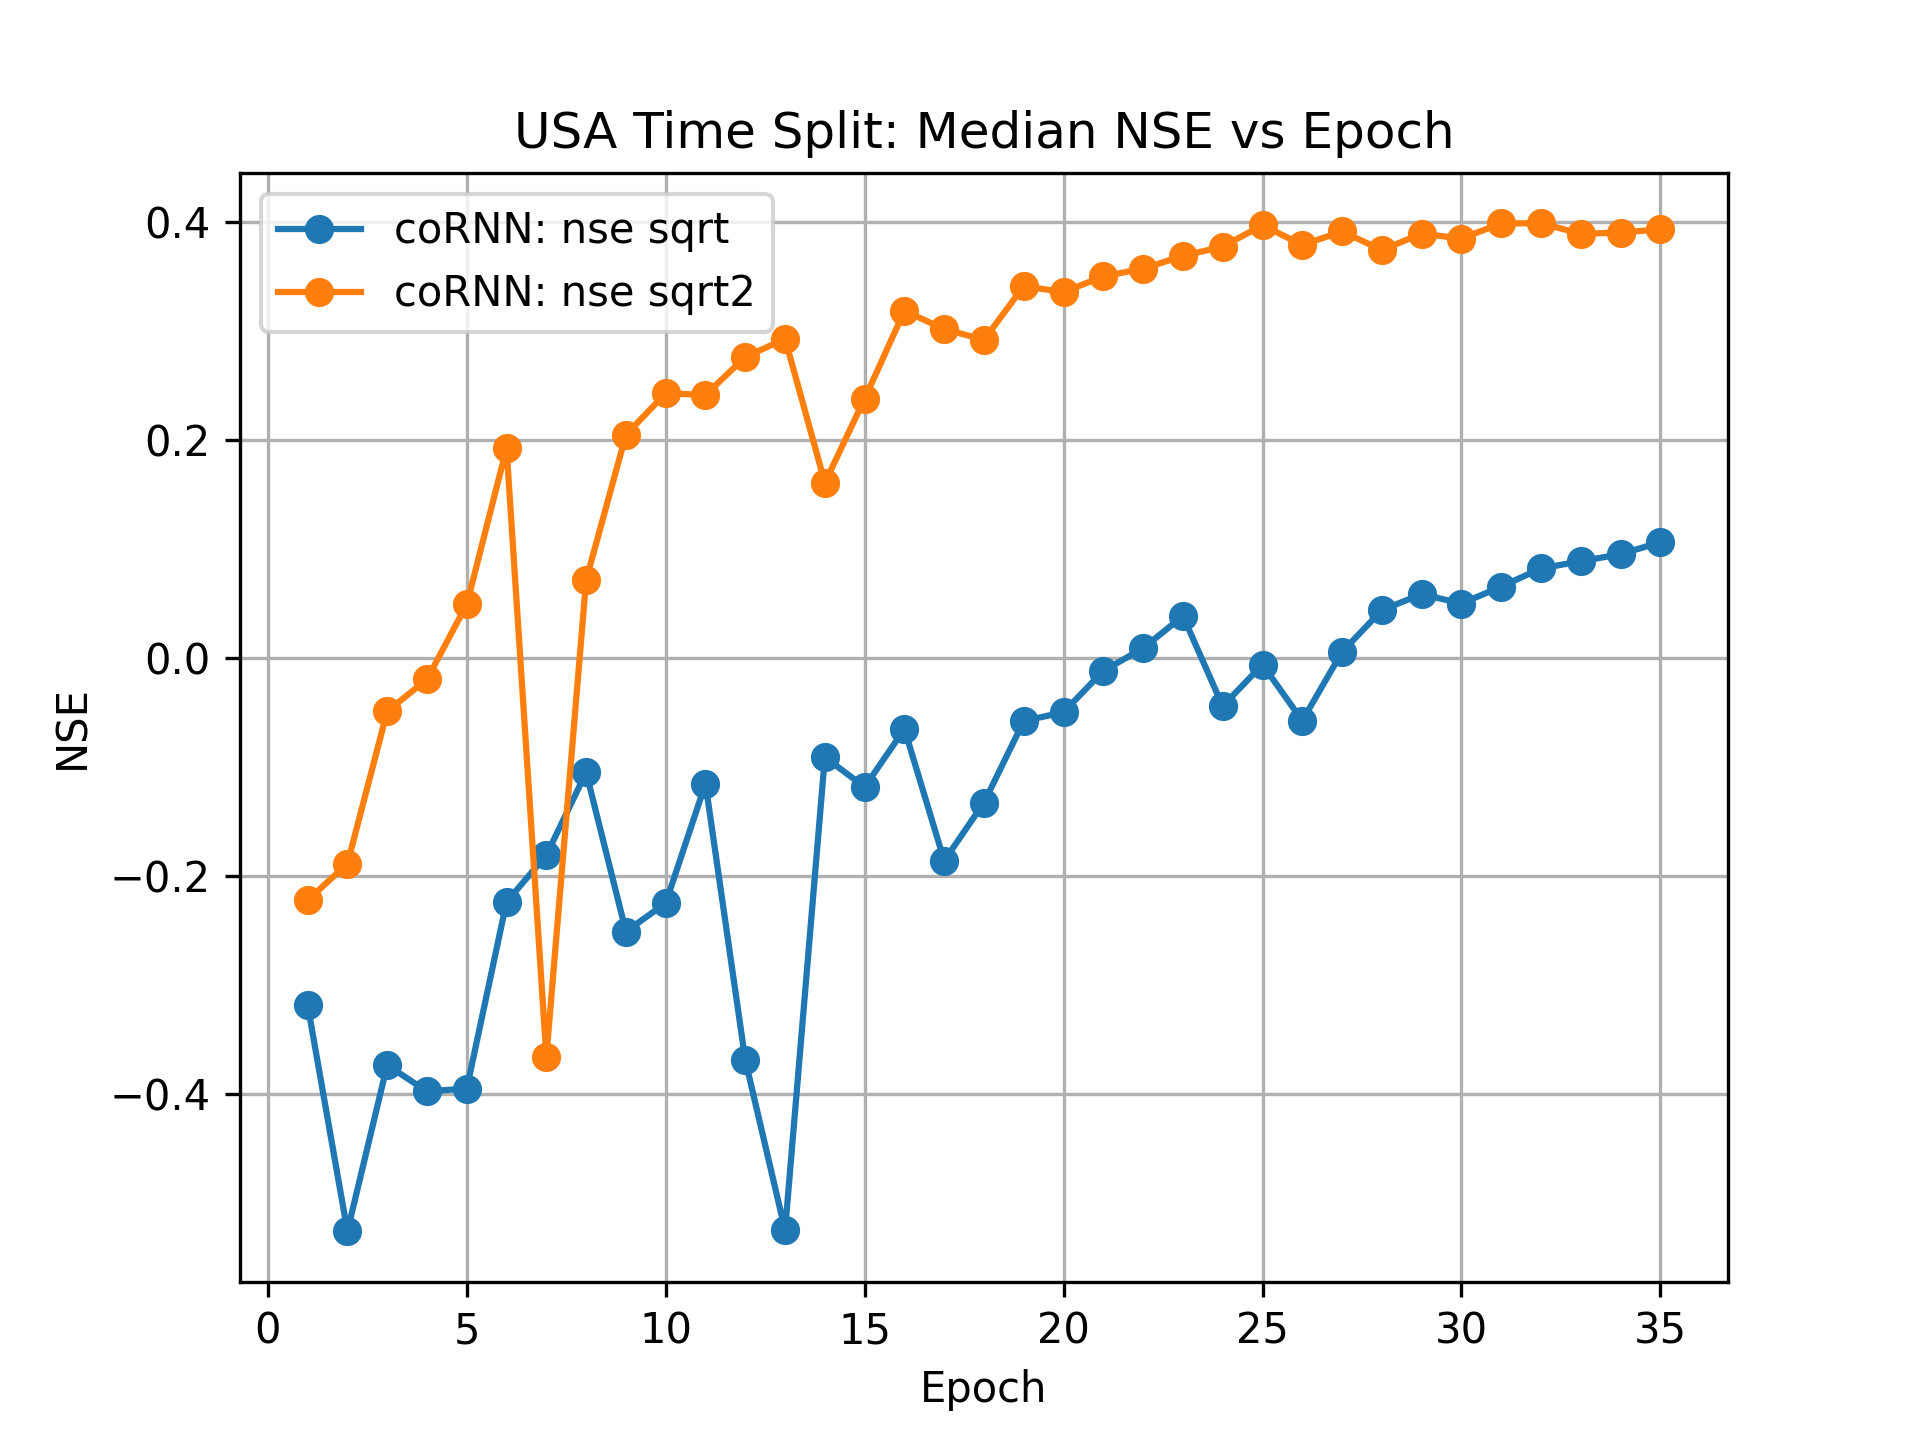 USA Time Split: Median NSE vs Epoch
coRNN: nse sqrt
coRNN: nse sqrt2
0.4
0.2
0.0
−0.2
−0.4
NSE
0 5 10 15 20 25 30 35
Epoch